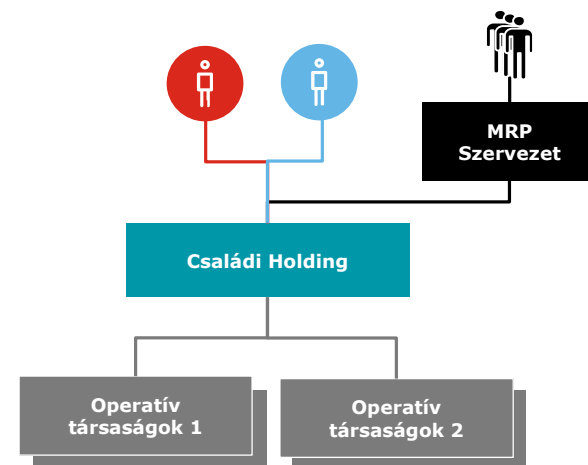 MRP
Szervezet
Családi Holding
Operatív
társaságok 1
Operatív
társaságok 2